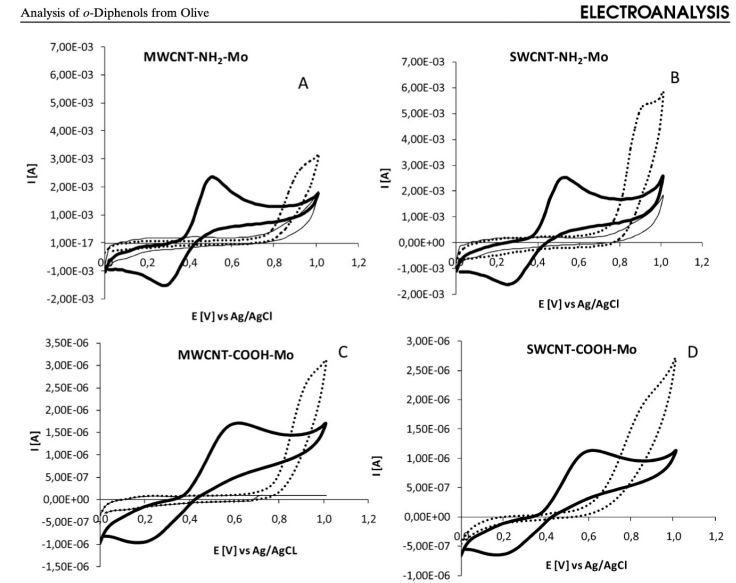 Analysis of o-Diphenols from Olive
ELECTROANALYSIS
MWCNT-NH2-Mo
A
7,00E-03
6,00E-03
5,00E-03
4,00E-03
3,00E-03
2,00E-03
1,00E-03
1,00E-17
-1,00E-03
-2,00E-03
I [A]
0 0,2 0,4 0,6 0,8 1,0 1,2
E [V] vs Ag/AgCl
SWCNT-NH2-Mo
B
7,00E-03
6,00E-03
5,00E-03
4,00E-03
3,00E-03
2,00E-03
1,00E-03
0,00E+00
-1,00E-03
-2,00E-03
I [A]
0,0 0,2 0,4 0,6 0,8 1,0 1,2
E [V] vs Ag/AgCl
MWCNT-COOH-Mo
C
3,50E-06
3,00E-06
2,50E-06
2,00E-06
1,50E-06
1,00E-06
5,00E-07
0,00E+00
-5,00E-07
-1,00E-06
-1,50E-06
I [A]
0,0 0,2 0,4 0,6 0,8 1,0 1,2
E [V] vs Ag/AgCL
SWCNT-COOH-Mo
D
3,00E-06
2,50E-06
2,00E-06
1,50E-06
1,00E-06
5,00E-07
0,00E+00
-5,00E-07
-1,00E-06
I [A]
0,0 0,2 0,4 0,6 0,8 1,0 1,2
E [V] vs Ag/AgCl